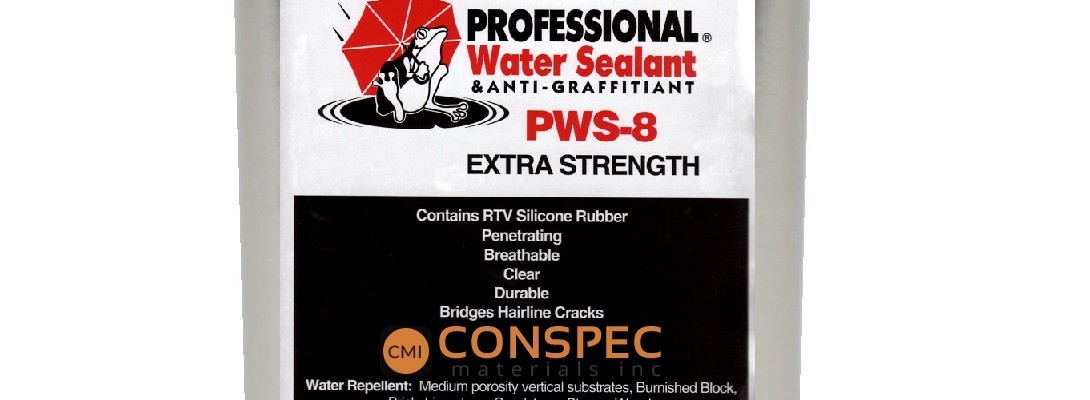 PROFESSIONAL®
Water Sealant
& ANTI-GRAFFITIANT
PWS-8
EXTRA STRENGTH
Contains RTV Silicone Rubber
Penetrating
Breathable
Clear
Durable
Bridges Hairline Cracks
CMI CONSPEC
materials inc
Water Repellent: Medium porosity vertical substrates, Burnished Block,